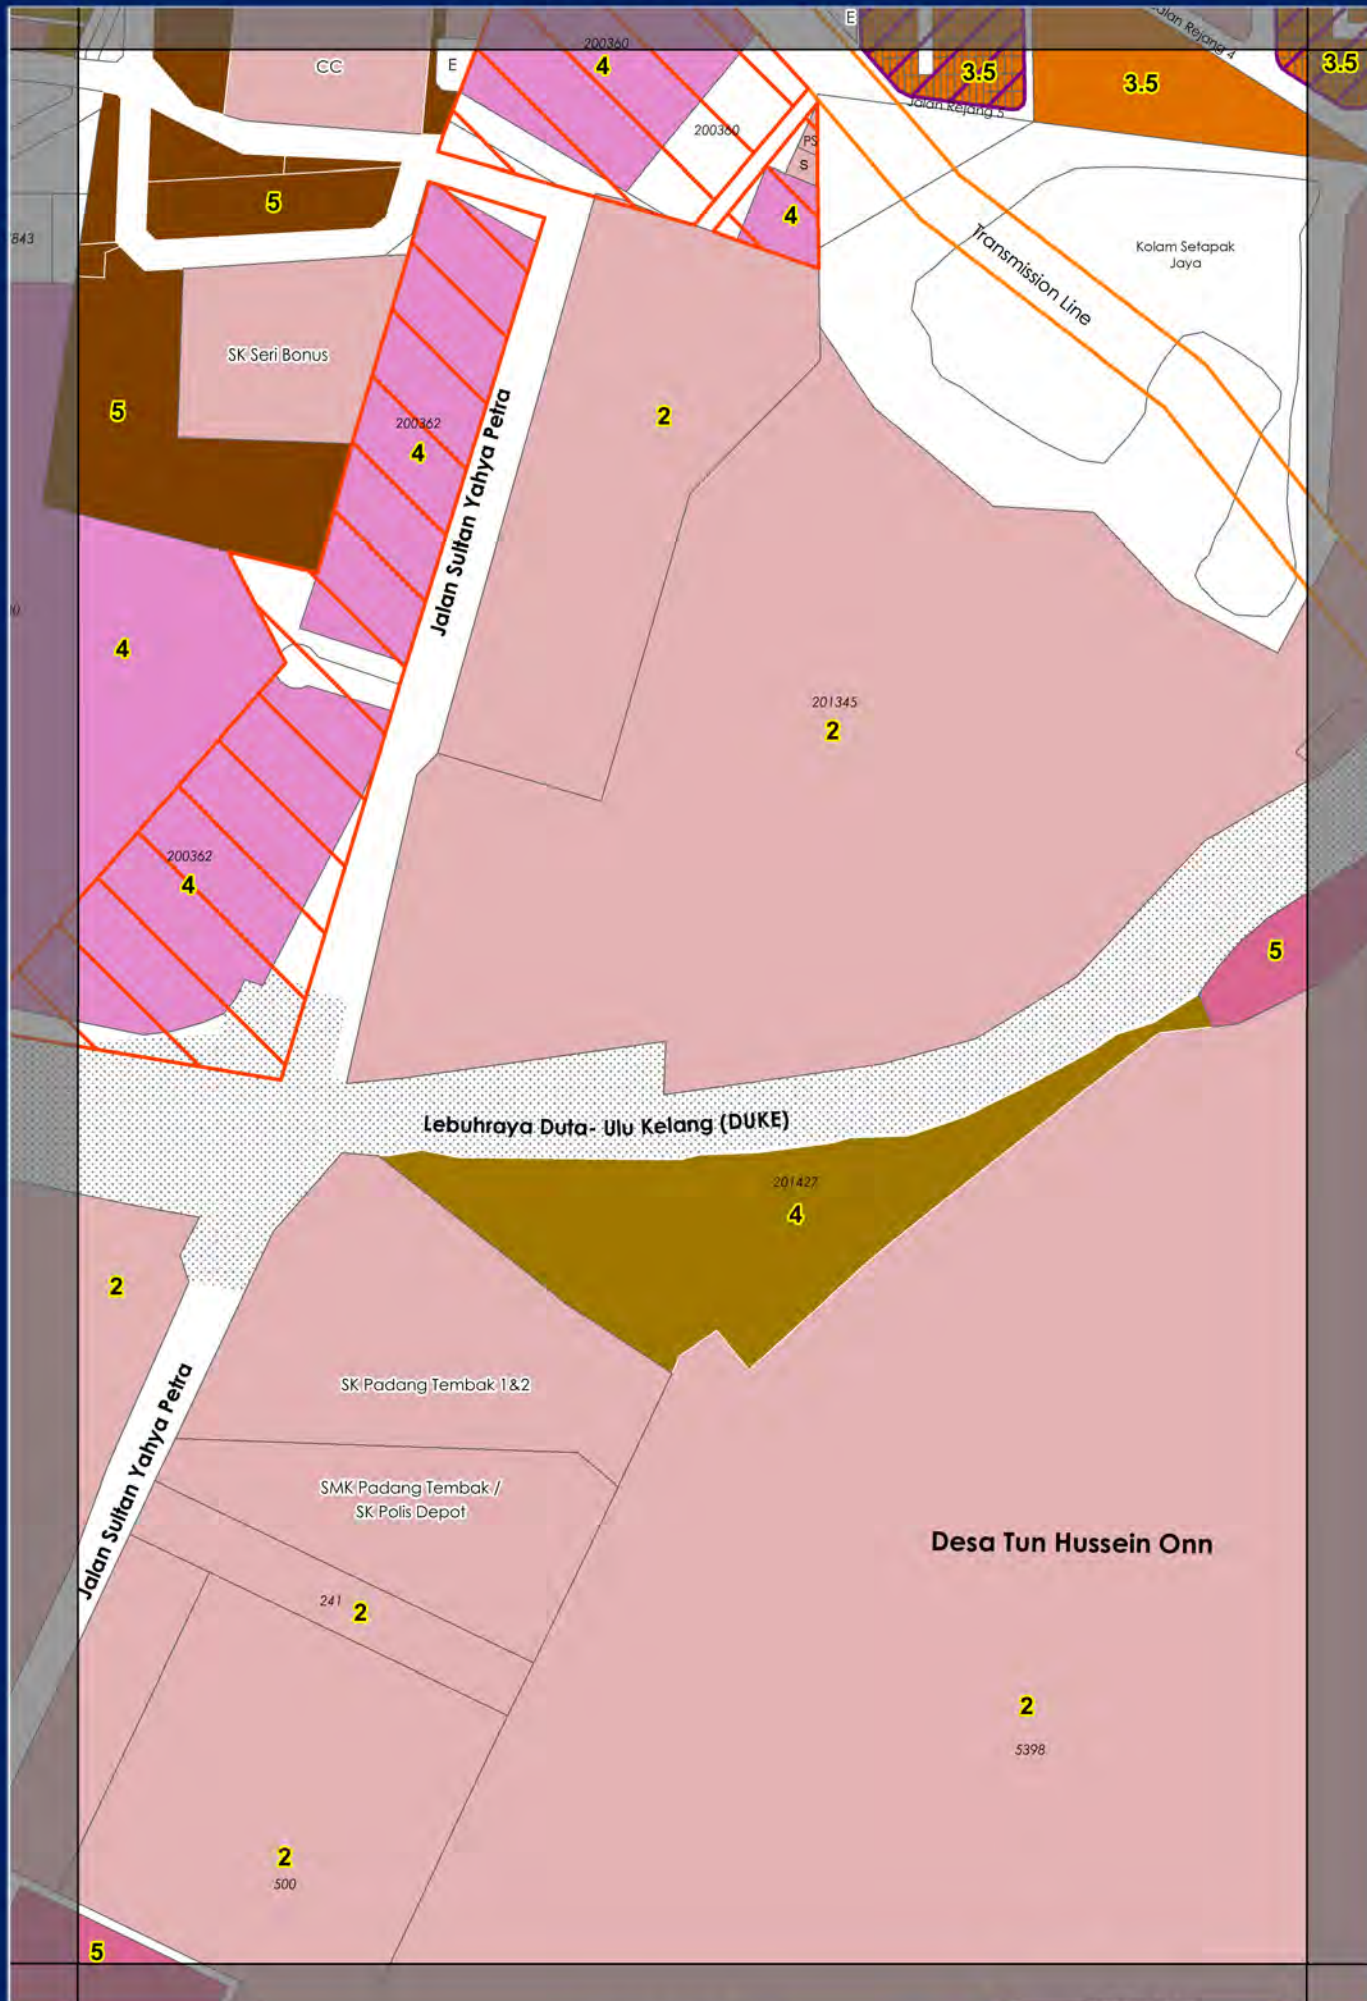 E
Jalan Rejang 4
200360
4
CC
E
3.5
3.5
3.5
Jalan Rejang 5
200360
PS
S
5
4
843
Transmission Line
Kolam Setapak
Jaya
SK Seri Bonus
5
2
200362
4
Jalan Sultan Yahya Petra
4
201345
2
200362
4
5
Lebuhraya Duta- Ulu Kelang (DUKE)
201427
4
2
SK Padang Tembak 1&2
Jalan Sultan Yahya Petra
SMK Padang Tembak /
SK Polis Depot
Desa Tun Hussein Onn
241
2
2
5398
2
500
5